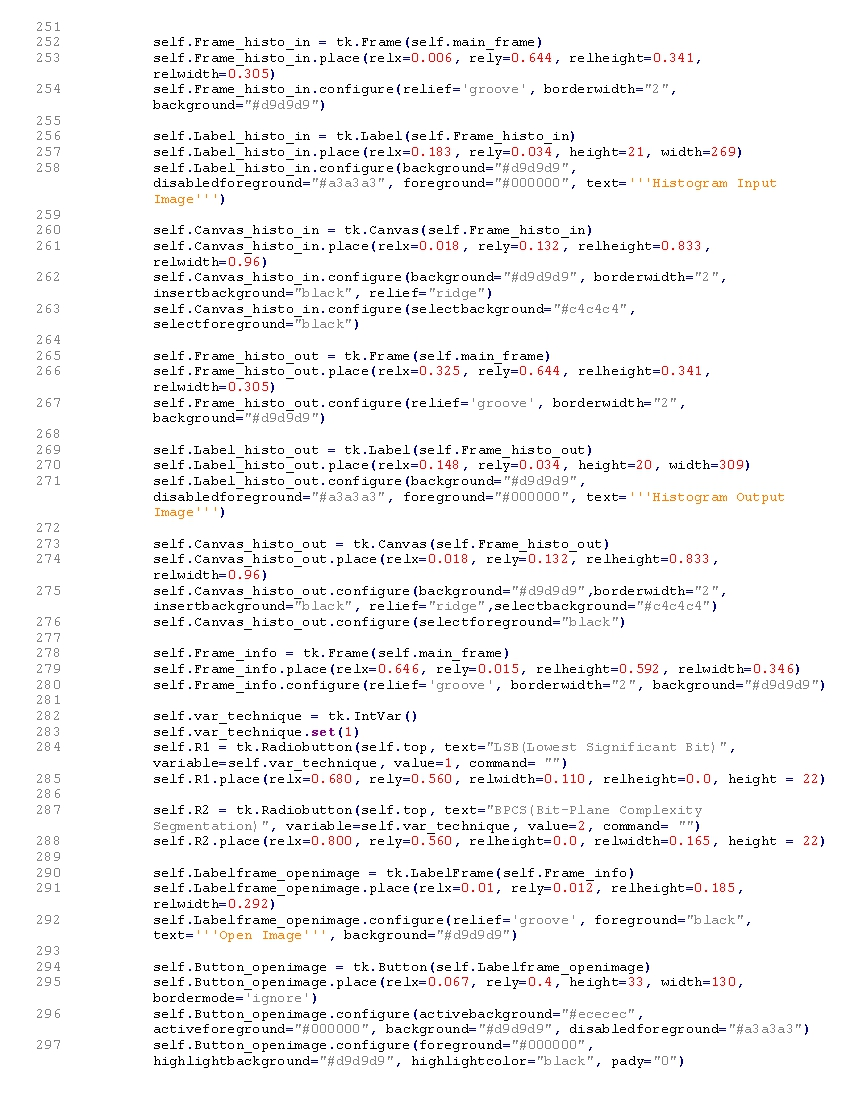 251
252 self.Frame_histo_in = tk.Frame(self.main_frame)
253 self.Frame_histo_in.place(relx=0.006, rely=0.644, relheight=0.341,
relwidth=0.305)
254 self.Frame_histo_in.configure(relief='groove', borderwidth="2",
background="#d9d9d9")
255
256 self.Label_histo_in = tk.Label(self.Frame_histo_in)
257 self.Label_histo_in.place(relx=0.183, rely=0.034, height=21, width=269)
258 self.Label_histo_in.configure(background="#d9d9d9",
disabledforeground="#a3a3a3", foreground="#000000", text='''Histogram Input
Image''')
259
260 self.Canvas_histo_in = tk.Canvas(self.Frame_histo_in)
261 self.Canvas_histo_in.place(relx=0.018, rely=0.132, relheight=0.833,
relwidth=0.96)
262 self.Canvas_histo_in.configure(background="#d9d9d9", borderwidth="2",
insertbackground="black", relief="ridge")
263 self.Canvas_histo_in.configure(selectbackground="#c4c4c4",
selectforeground="black")
264
265 self.Frame_histo_out = tk.Frame(self.main_frame)
266 self.Frame_histo_out.place(relx=0.325, rely=0.644, relheight=0.341,
relwidth=0.305)
267 self.Frame_histo_out.configure(relief='groove', borderwidth="2",
background="#d9d9d9")
268
269 self.Label_histo_out = tk.Label(self.Frame_histo_out)
270 self.Label_histo_out.place(relx=0.148, rely=0.034, height=20, width=309)
271 self.Label_histo_out.configure(background="#d9d9d9",
disabledforeground="#a3a3a3", foreground="#000000", text='''Histogram Output
Image''')
272
273 self.Canvas_histo_out = tk.Canvas(self.Frame_histo_out)
274 self.Canvas_histo_out.place(relx=0.018, rely=0.132, relheight=0.833,
relwidth=0.96)
275 self.Canvas_histo_out.configure(background="#d9d9d9",borderwidth="2",
insertbackground="black", relief="ridge",selectbackground="#c4c4c4")
276 self.Canvas_histo_out.configure(selectforeground="black")
277
278 self.Frame_info = tk.Frame(self.main_frame)
279 self.Frame_info.place(relx=0.646, rely=0.015, relheight=0.592, relwidth=0.346)
280 self.Frame_info.configure(relief='groove', borderwidth="2", background="#d9d9d9")
281
282 self.var_technique = tk.IntVar()
283 self.var_technique.set(1)
284 self.R1 = tk.Radiobutton(self.top, text="LSB(Lowest Significant Bit)",
variable=self.var_technique, value=1, command= "")
285 self.R1.place(relx=0.680, rely=0.560, relwidth=0.110, relheight=0.0, height = 22)
286
287 self.R2 = tk.Radiobutton(self.top, text="BPCS(Bit-Plane Complexity
Segmentation)", variable=self.var_technique, value=2, command= "")
288 self.R2.place(relx=0.800, rely=0.560, relheight=0.0, relwidth=0.165, height = 22)
289
290 self.Labelframe_openimage = tk.LabelFrame(self.Frame_info)
291 self.Labelframe_openimage.place(relx=0.01, rely=0.012, relheight=0.185,
relwidth=0.292)
292 self.Labelframe_openimage.configure(relief='groove', foreground="black",
text='''Open Image''', background="#d9d9d9")
293
294 self.Button_openimage = tk.Button(self.Labelframe_openimage)
295 self.Button_openimage.place(relx=0.067, rely=0.4, height=33, width=130,
bordermode='ignore')
296 self.Button_openimage.configure(activebackground="#ececec",
activeforeground="#000000", background="#d9d9d9", disabledforeground="#a3a3a3")
297 self.Button_openimage.configure(foreground="#000000",
highlightbackground="#d9d9d9", highlightcolor="black", pady="0")